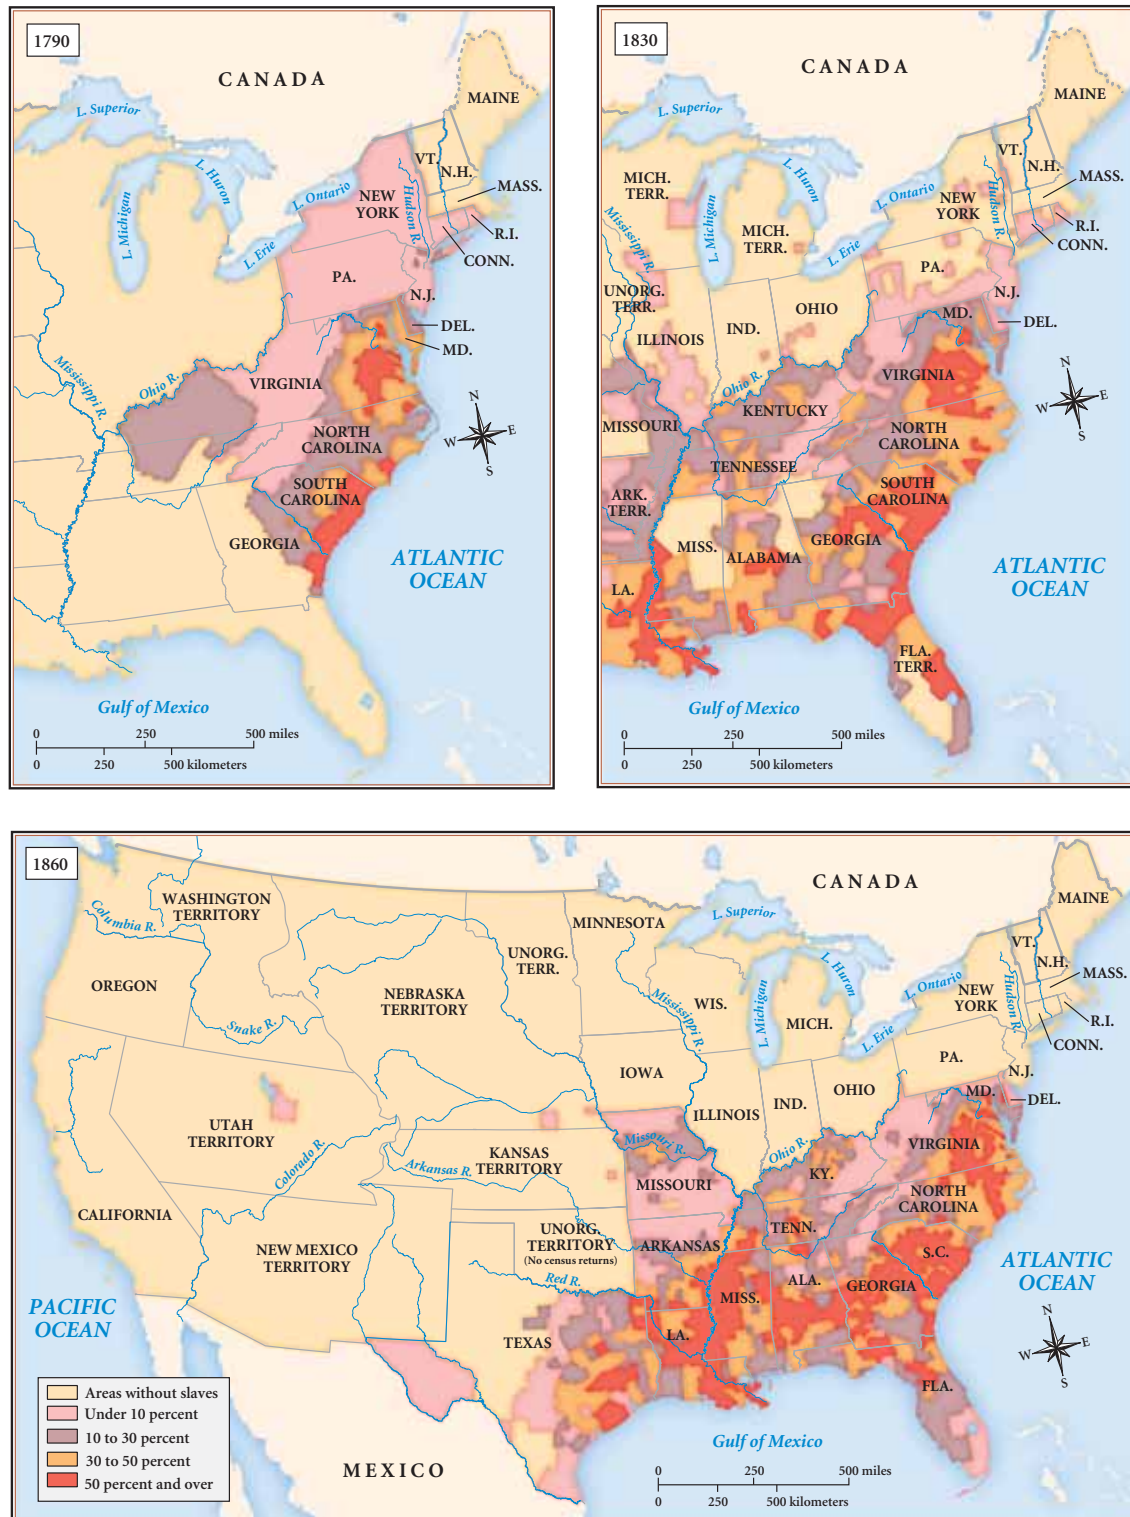 1790
CANADA
L. Superior
MAINE
L. Huron
L. Michigan
L. Ontario
L. Erie
VT.
N.H.
NEW
YORK
Hudson R.
MASS.
R.I.
CONN.
PA.
N.J.
DEL.
MD.
Mississippi R.
Ohio R.
VIRGINIA
NORTH
CAROLINA
SOUTH
CAROLINA
GEORGIA
N
W
E
S
ATLANTIC
OCEAN
Gulf of Mexico
0
250
500 miles
0
250
500 kilometers
1830
CANADA
L. Superior
MAINE
MICH.
TERR.
L. Huron
L. Michigan
MICH.
TERR.
L. Ontario
L. Erie
VT.
N.H.
NEW
YORK
Hudson R.
MASS.
R.I.
CONN.
Mississippi R.
UNORG.
TERR.
ILLINOIS
IND.
OHIO
PA.
N.J.
MD.
DEL.
Ohio R.
VIRGINIA
KENTUCKY
MISSOURI
NORTH
CAROLINA
TENNESSEE
SOUTH
CAROLINA
ARK.
TERR.
MISS.
ALABAMA
GEORGIA
LA.
FLA.
TERR.
N
W
E
S
ATLANTIC
OCEAN
Gulf of Mexico
0
250
500 miles
0
250
500 kilometers
1860
CANADA
WASHINGTON
TERRITORY
Columbia R.
OREGON
Snake R.
UNORG.
TERR.
MINNESOTA
L. Superior
MAINE
NEBRASKA
TERRITORY
Mississippi R.
WIS.
L. Michigan
L. Huron
MICH.
L. Ontario
L. Erie
VT.
N.H.
NEW
YORK
Hudson R.
MASS.
R.I.
CONN.
IOWA
PA.
N.J.
MD.
DEL.
UTAH
TERRITORY
Colorado R.
ILLINOIS
IND.
OHIO
Ohio R.
KANSAS
TERRITORY
Arkansas R.
Missouri R.
MISSOURI
KY.
VIRGINIA
NORTH
CAROLINA
CALIFORNIA
NEW MEXICO
TERRITORY
UNORG.
TERRITORY
(No census returns)
Red R.
ARKANSAS
TENN.
S.C.
MISS.
ALA.
GEORGIA
TEXAS
LA.
FLA.
PACIFIC
OCEAN
ATLANTIC
OCEAN
N
W
E
S
Areas without slaves
Under 10 percent
10 to 30 percent
30 to 50 percent
50 percent and over
MEXICO
Gulf of Mexico
0
250
500 miles
0
250
500 kilometers